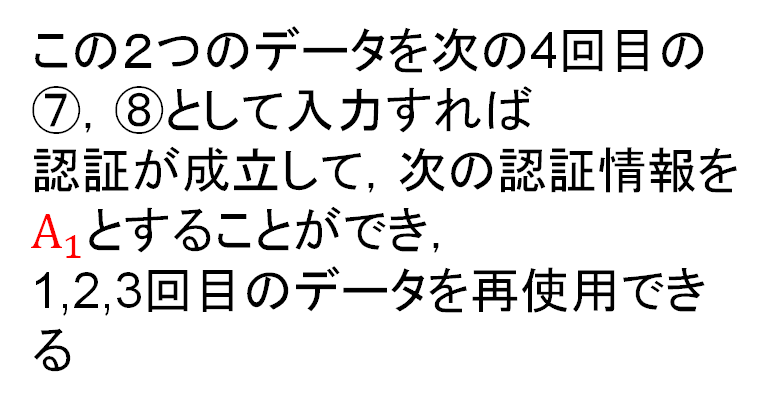 この２つのデータを次の4回目の
⑦，⑧として入力すれば
認証が成立して，次の認証情報を
A₁とすることができ，
1,2,3回目のデータを再使用でき
る